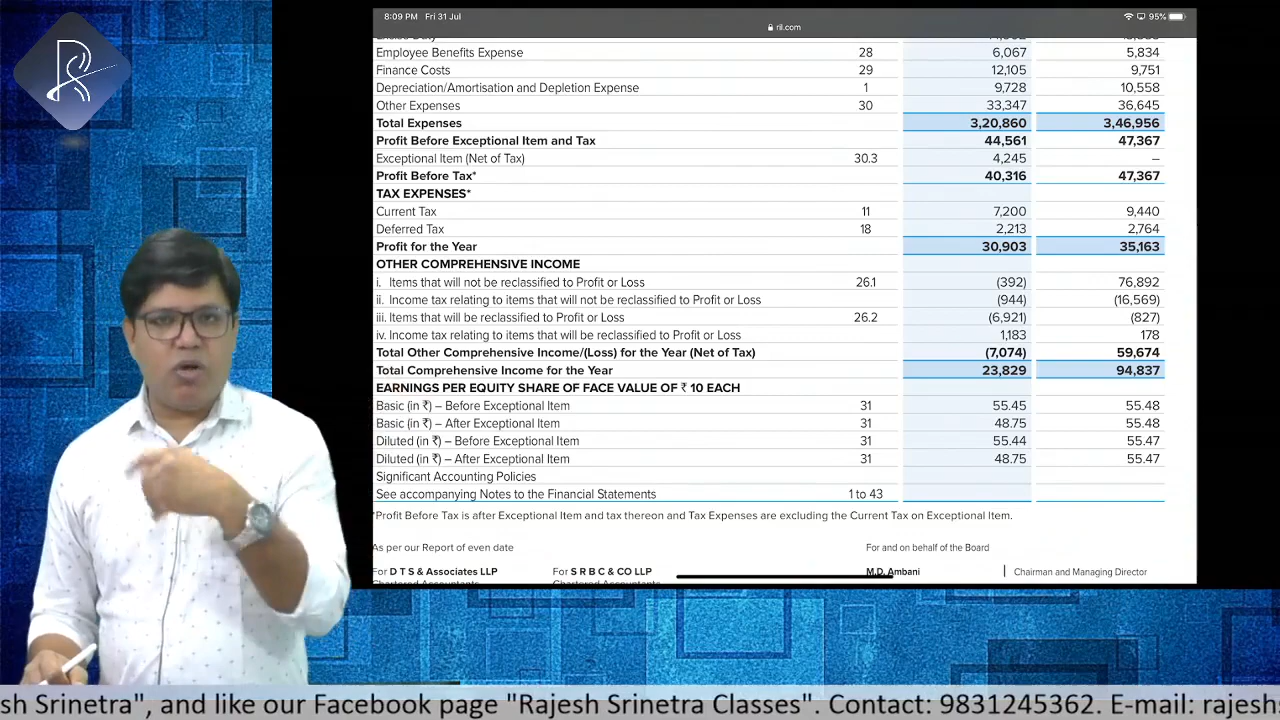 8:09 PM Fri 31 Jul 95%
ril.com
Employee Benefits Expense 28 6,067 5,834
Finance Costs 29 12,105 9,751
Depreciation/Amortisation and Depletion Expense 1 9,728 10,558
Other Expenses 30 33,347 36,645
Total Expenses 3,20,860 3,46,956
Profit Before Exceptional Item and Tax 44,561 47,367
Exceptional Item (Net of Tax) 30.3 4,245 –
Profit Before Tax* 40,316 47,367
TAX EXPENSES*
Current Tax 11 7,200 9,440
Deferred Tax 18 2,213 2,764
Profit for the Year 30,903 35,163
OTHER COMPREHENSIVE INCOME
i. Items that will not be reclassified to Profit or Loss 26.1 (392) 76,892
ii. Income tax relating to items that will not be reclassified to Profit or Loss (944) (16,569)
iii. Items that will be reclassified to Profit or Loss 26.2 (6,921) (827)
iv. Income tax relating to items that will be reclassified to Profit or Loss 1,183 178
Total Other Comprehensive Income/(Loss) for the Year (Net of Tax) (7,074) 59,674
Total Comprehensive Income for the Year 23,829 94,837
EARNINGS PER EQUITY SHARE OF FACE VALUE OF ₹ 10 EACH
Basic (in ₹) – Before Exceptional Item 31 55.45 55.48
Basic (in ₹) – After Exceptional Item 31 48.75 55.48
Diluted (in ₹) – Before Exceptional Item 31 55.44 55.47
Diluted (in ₹) – After Exceptional Item 31 48.75 55.47
Significant Accounting Policies
See accompanying Notes to the Financial Statements 1 to 43
*Profit Before Tax is after Exceptional Item and tax thereon and Tax Expenses are excluding the Current Tax on Exceptional Item.
As per our Report of even date For and on behalf of the Board
For D T S & Associates LLP For S R B C & CO LLP M.D. Ambani Chairman and Managing Director
sh Srinetra", and like our Facebook page "Rajesh Srinetra Classes". Contact: 9831245362. E-mail: rajesh